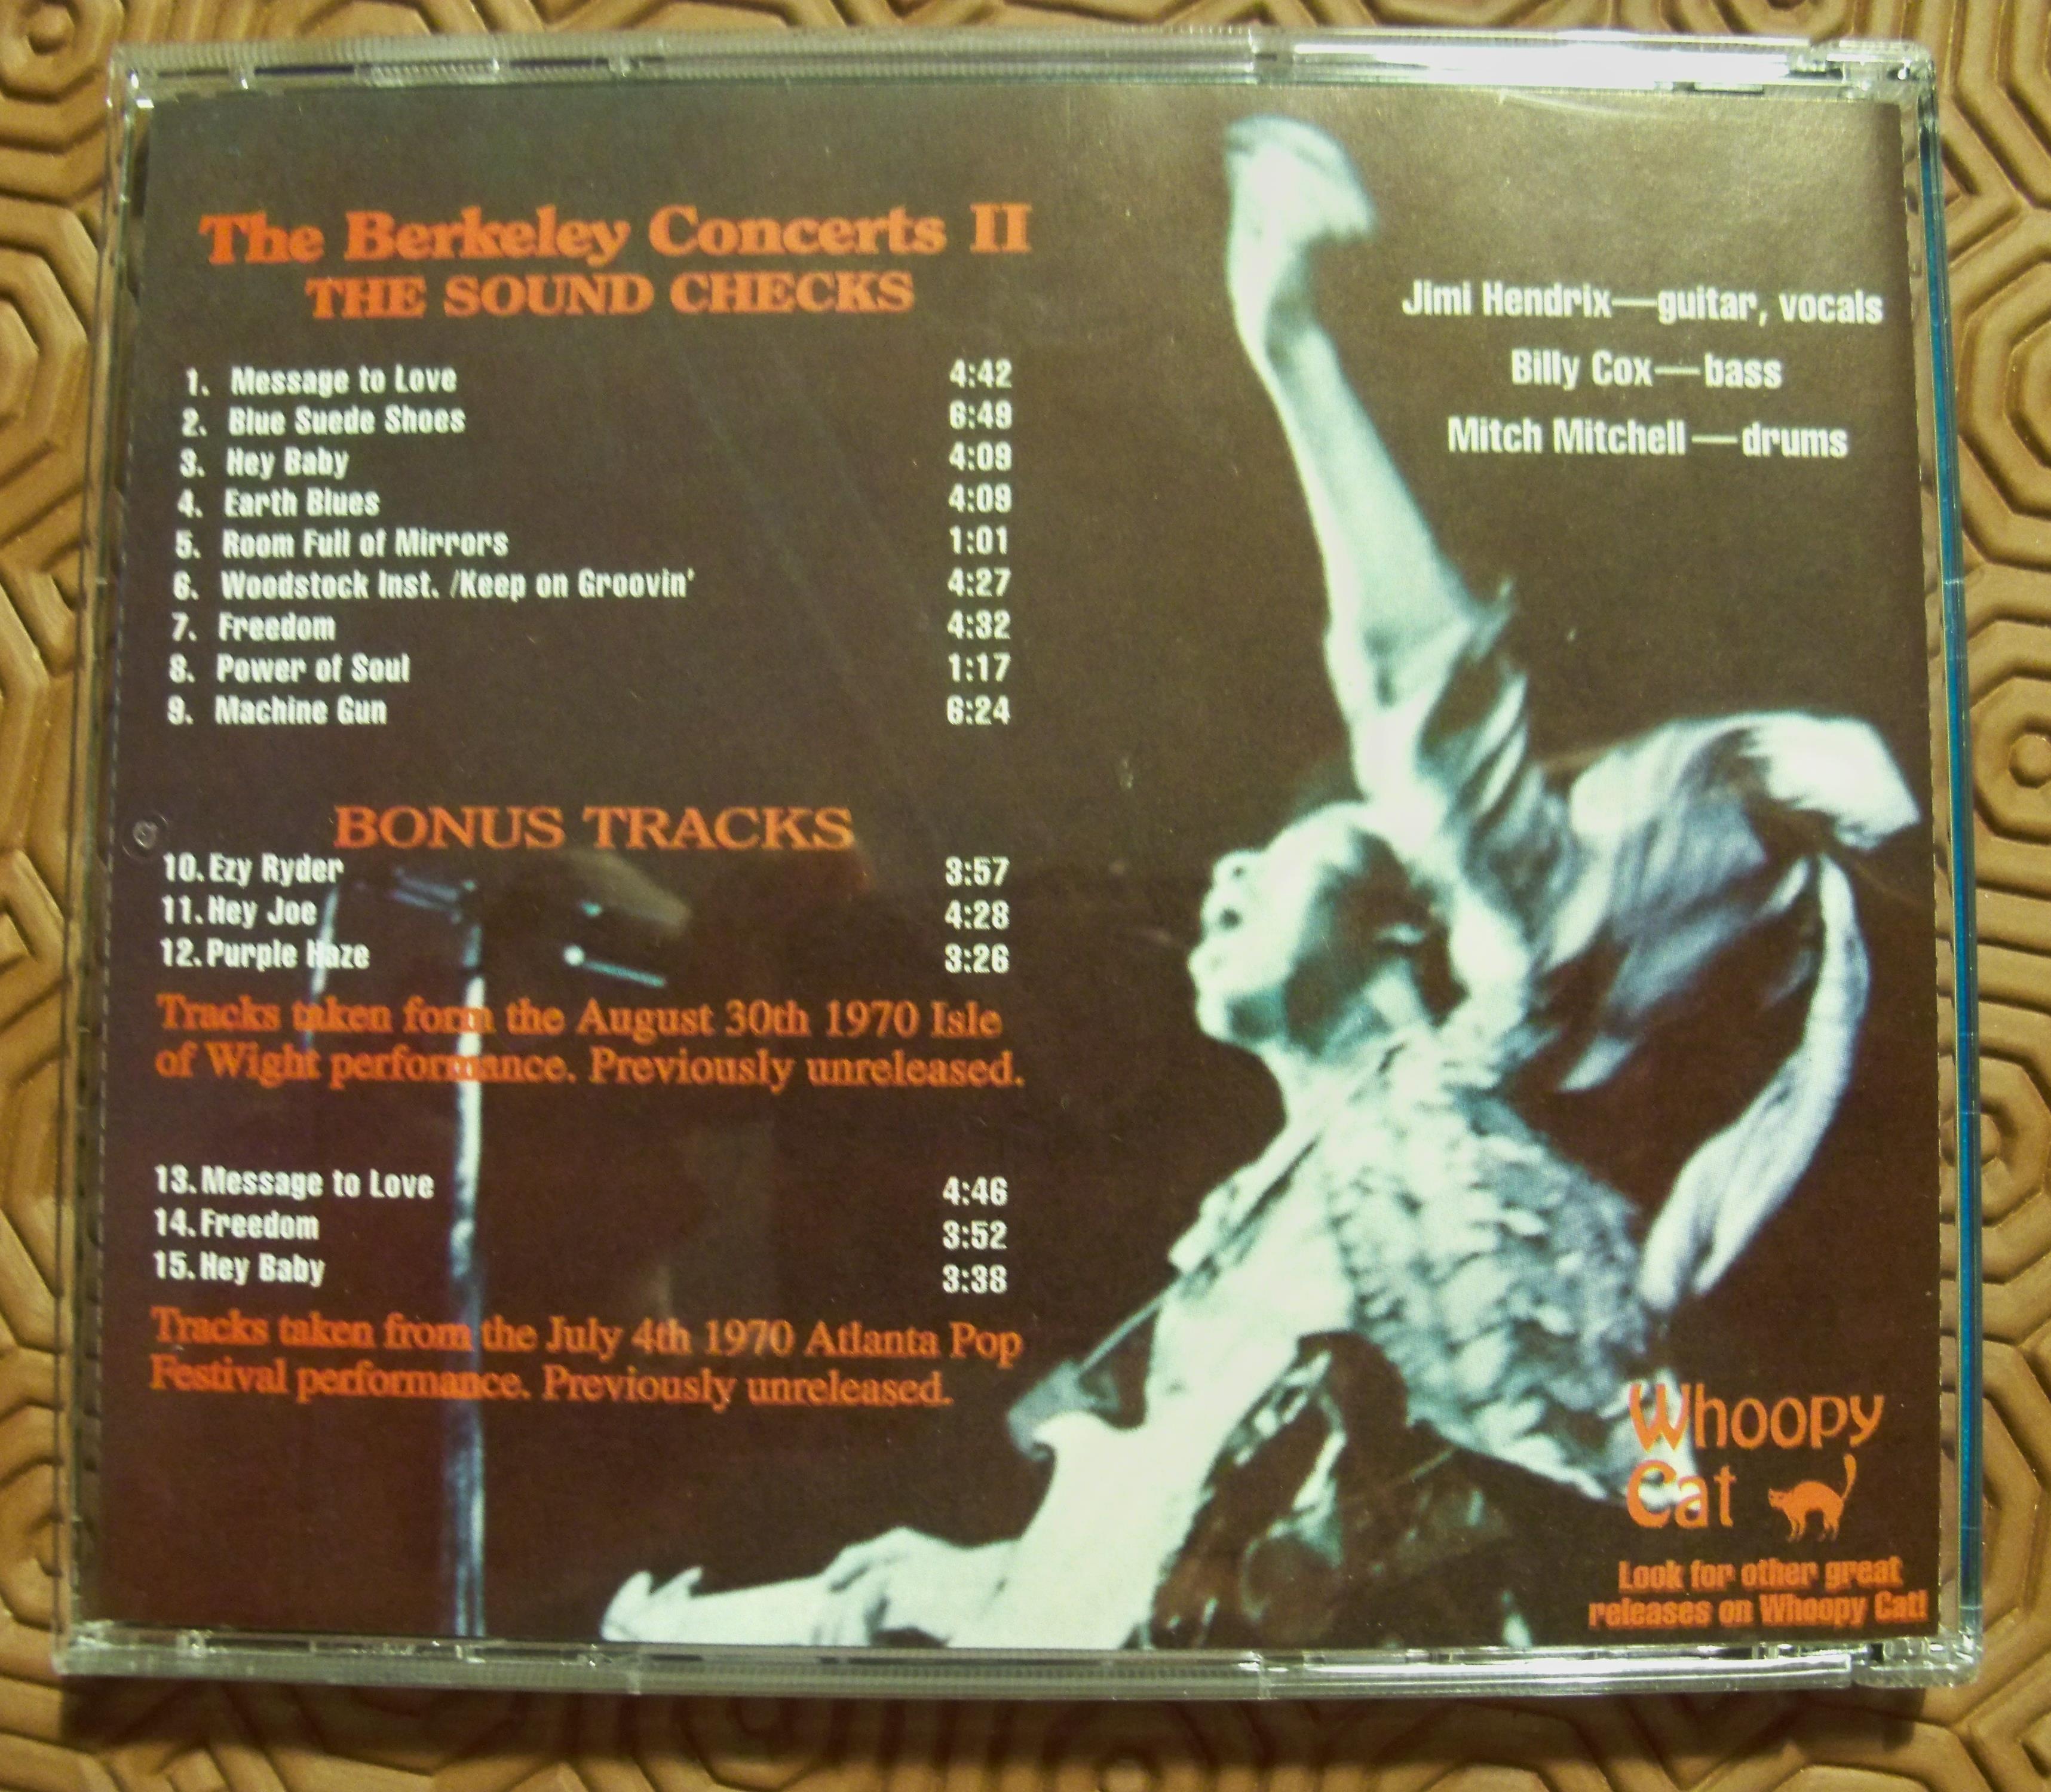 The Berkeley Concerts II
THE SOUND CHECKS
1. Message to Love 4:42
2. Blue Suede Shoes 6:49
3. Hey Baby 4:09
4. Earth Blues 4:09
5. Room Full of Mirrors 1:01
6. Woodstock Inst. /Keep on Groovin' 4:27
7. Freedom 4:32
8. Power of Soul 1:17
9. Machine Gun 6:24
BONUS TRACKS
10. Ezy Ryder 3:57
11. Hey Joe 4:28
12. Purple Haze 3:26
Tracks taken form the August 30th 1970 Isle
of Wight performance. Previously unreleased.
13. Message to Love 4:46
14. Freedom 3:52
15. Hey Baby 3:38
Tracks taken from the July 4th 1970 Atlanta Pop
Festival performance. Previously unreleased.
Jimi Hendrix—guitar, vocals
Billy Cox—bass
Mitch Mitchell—drums
Whoopy
Cat
Look for other great
releases on Whoopy Cat!